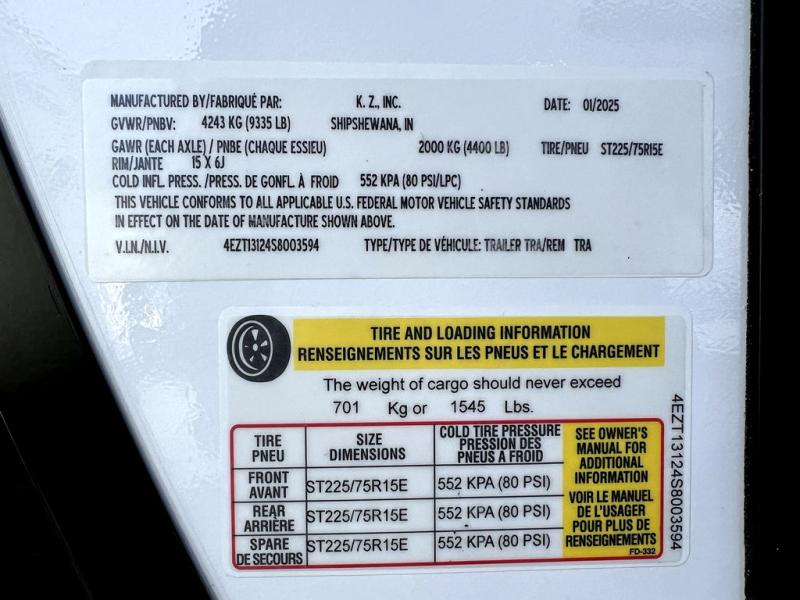 MANUFACTURED BY/FABRIQUÉ PAR: K. Z., INC. DATE: 01/2025
GVWR/PNBV: 4243 KG (9335 LB) SHIPSHEWANA, IN
GAWR (EACH AXLE) / PNBE (CHAQUE ESSIEU) 2000 KG (4400 LB) TIRE/PNEU ST225/75R15E
RIM/JANTE 15 X 6J
COLD INFL. PRESS. /PRESS. DE GONFL. À FROID 552 KPA (80 PSI/LPC)
THIS VEHICLE CONFORMS TO ALL APPLICABLE U.S. FEDERAL MOTOR VEHICLE SAFETY STANDARDS
IN EFFECT ON THE DATE OF MANUFACTURE SHOWN ABOVE.
V.I.N./N.I.V. 4EZT13124S8003594 TYPE/TYPE DE VÉHICULE: TRAILER TRA/REM TRA
TIRE AND LOADING INFORMATION
RENSEIGNEMENTS SUR LES PNEUS ET LE CHARGEMENT
The weight of cargo should never exceed
701 Kg or 1545 Lbs.
TIRE
PNEU
SIZE
DIMENSIONS
COLD TIRE PRESSURE
PRESSION DES
PNEUS A FROID
FRONT
AVANT
ST225/75R15E
552 KPA (80 PSI)
REAR
ARRIÈRE
ST225/75R15E
552 KPA (80 PSI)
SPARE
DE SECOURS
ST225/75R15E
552 KPA (80 PSI)
SEE OWNER'S
MANUAL FOR
ADDITIONAL
INFORMATION
VOIR LE MANUEL
DE L'USAGER
POUR PLUS DE
RENSEIGNEMENTS
FD-332
4EZT13124S8003594